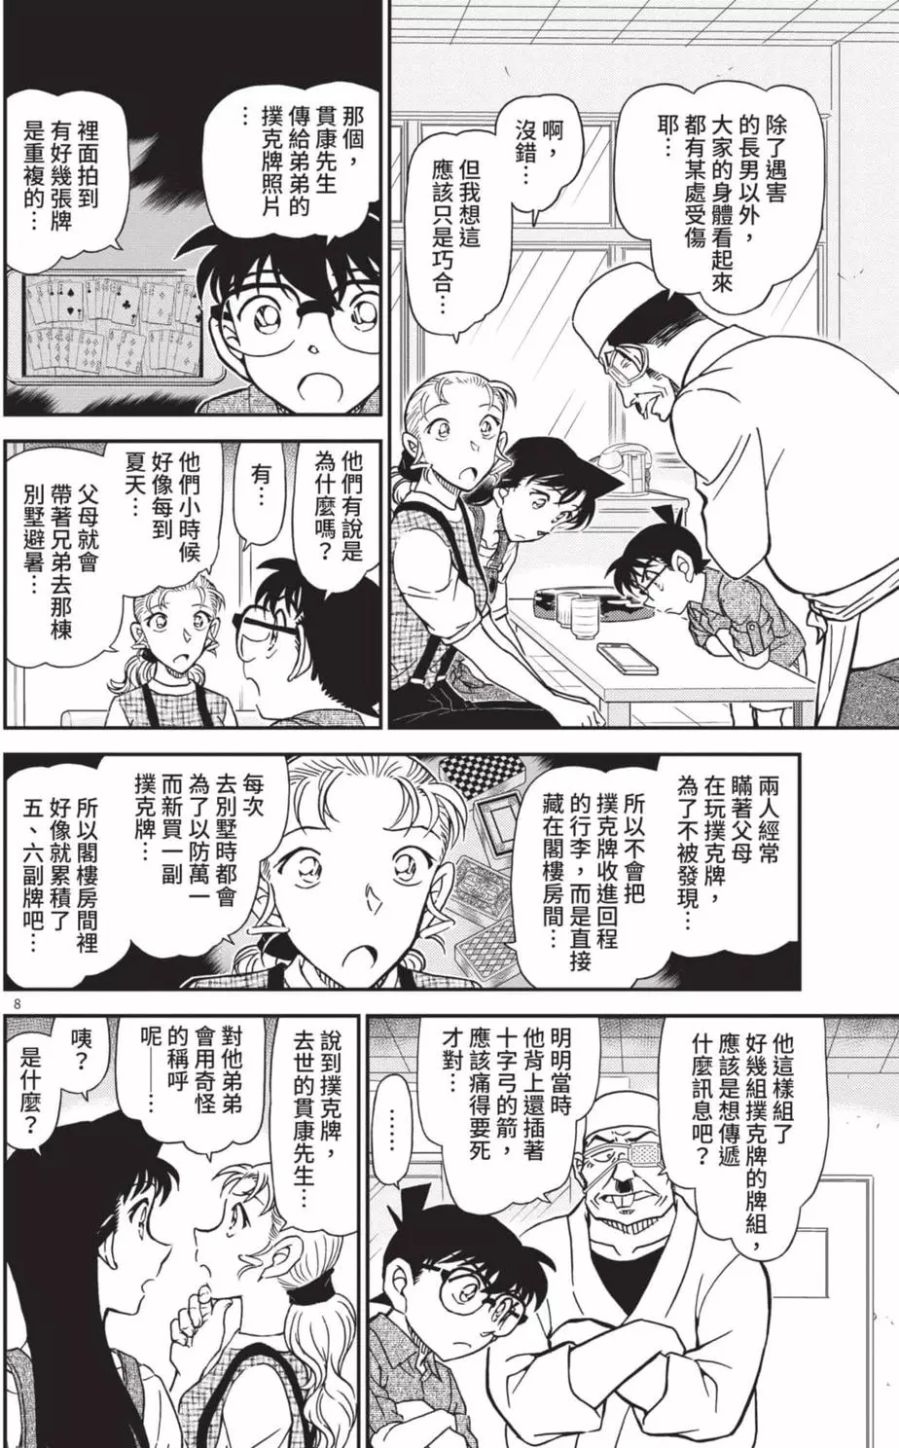 除了遇害
的長男以外，
大家的身體看起來
都有某處受傷
耶…
啊，
沒錯…
但我想這
應該只是巧合…
那個，
貫康先生
傳給弟弟的
撲克牌照片
…
裡面拍到
有好幾張牌
是重複的…
他們有說是
為什麼嗎？
有…
他們小時候
好像每到
夏天…
父母就會
帶著兄弟去那棟
別墅避暑…
兩人經常
瞞著父母
在玩撲克牌，
為了不被發現…
所以不會把
撲克牌收進回程
的行李，而是直接
藏在閣樓房間…
每次
去別墅時都會
為了以防萬一
而新買一副
撲克牌…
所以閣樓房間裡
好像就累積了
五、六副牌吧…
8
他這樣組了
好幾組撲克牌的牌組，
應該是想傳遞
什麼訊息吧？
明明當時
他背上還插著
十字弓的箭，
應該痛得要死
才對…
……
說到撲克牌，
去世的貫康先生…
對他弟弟
會用奇怪
的稱呼
呢——
咦？
是什麼？